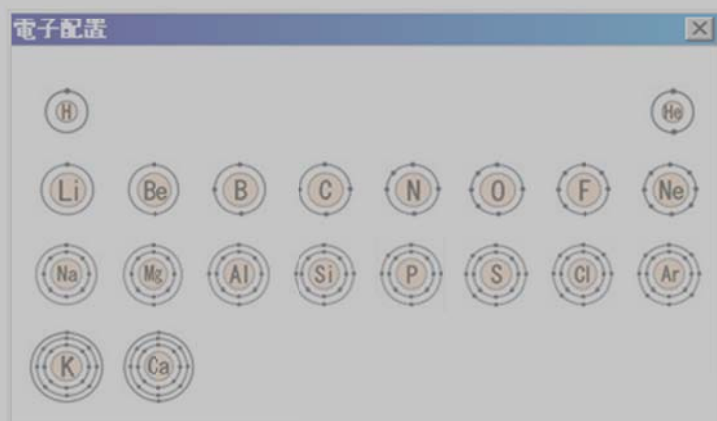 電子配置
H He
Li Be B C N O F Ne
Na Mg Al Si P S Cl Ar
K Ca